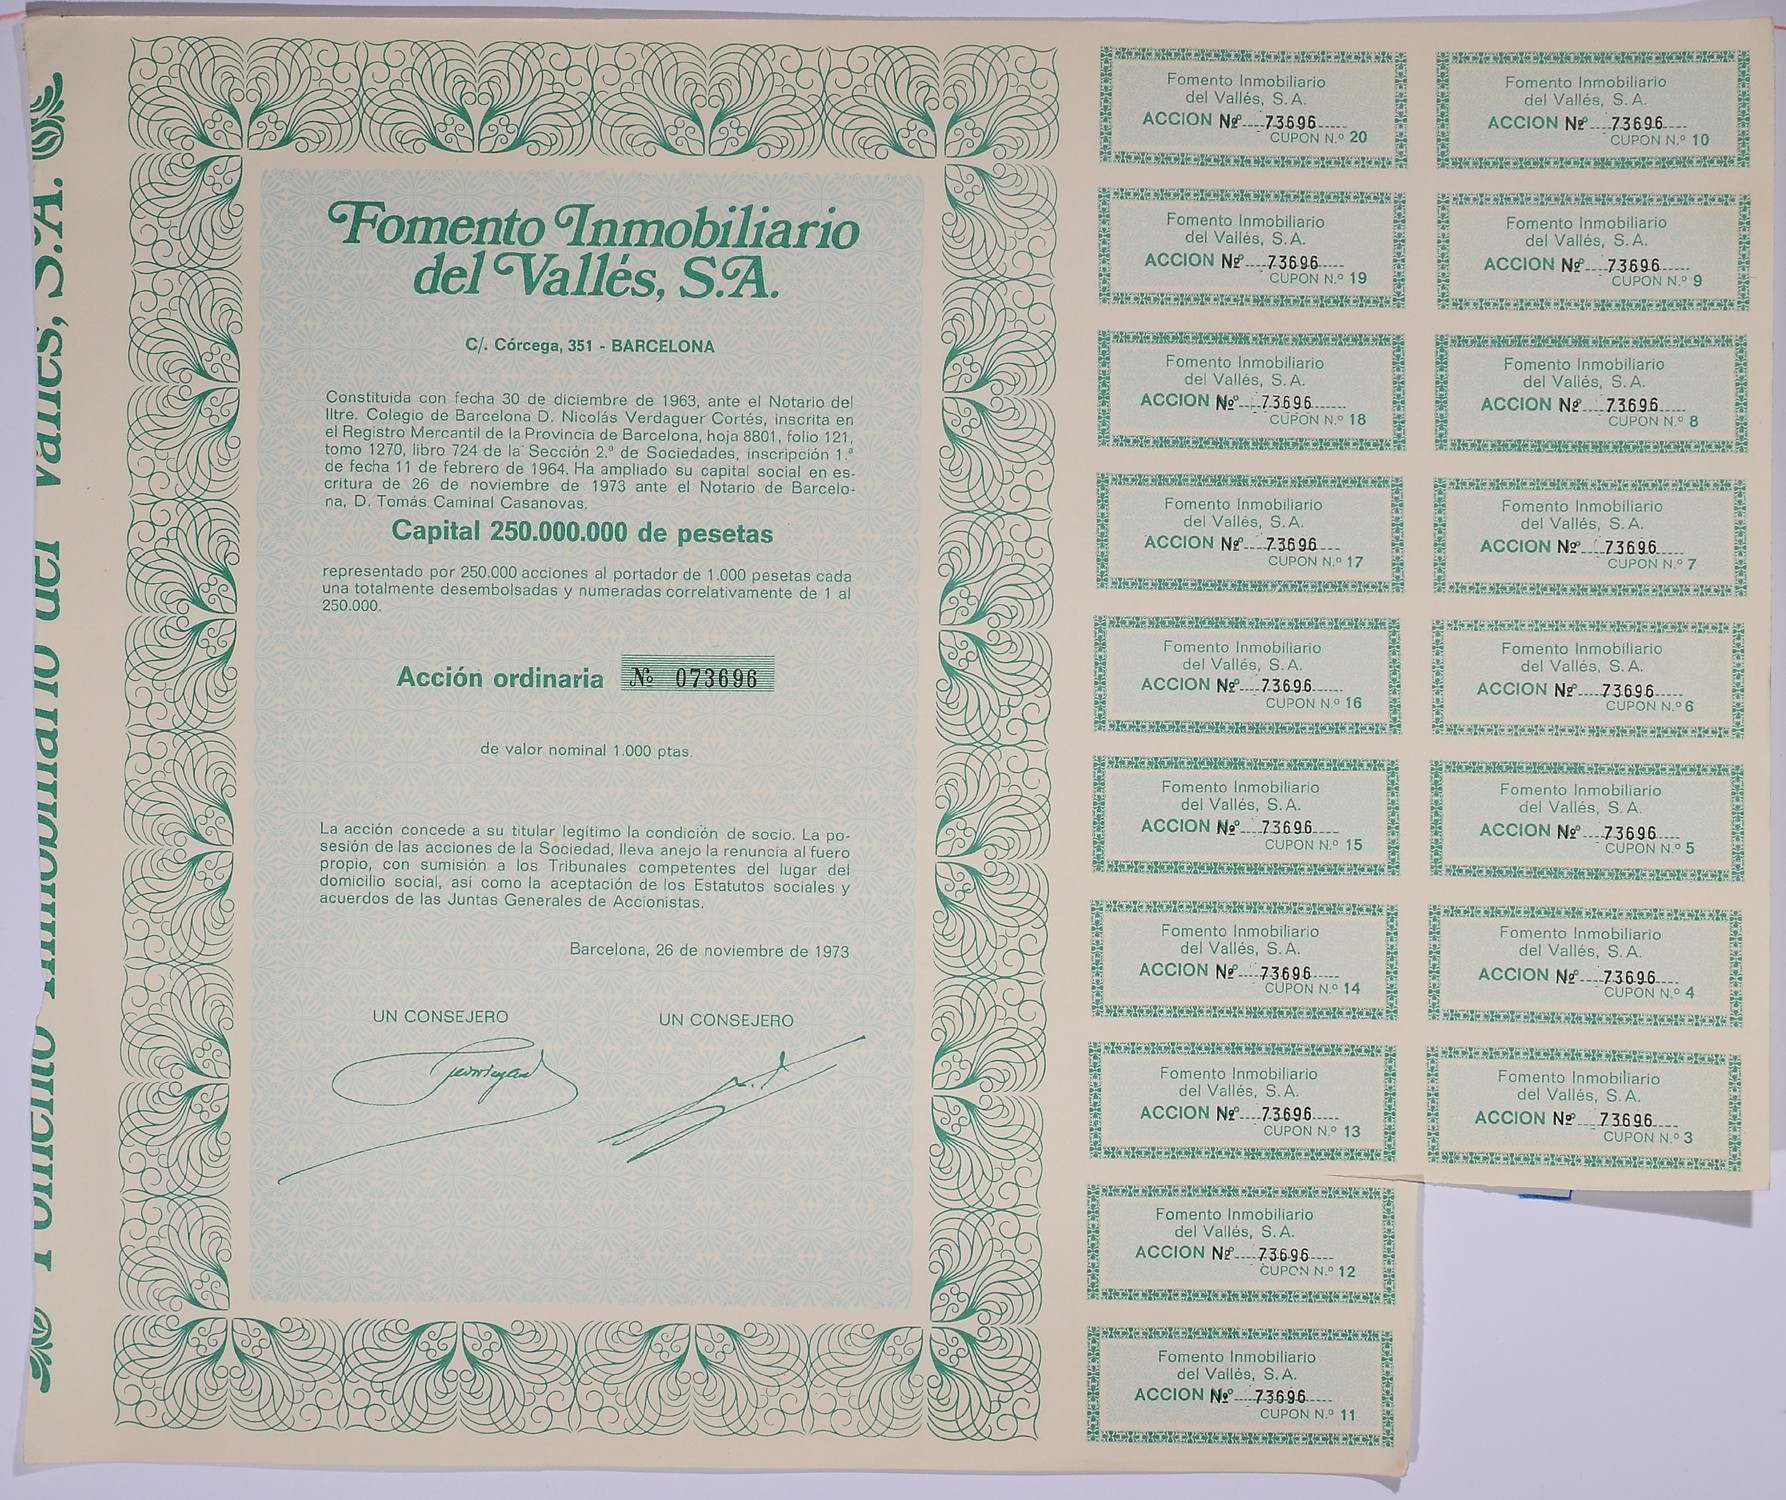 Fomento Inmobiliario del Vallés, S.A.
Fomento Inmobiliario
del Vallés, S.A.
C/. Córcega, 351 - BARCELONA
Constituida con fecha 30 de diciembre de 1963, ante el Notario del
Iltre. Colegio de Barcelona D. Nicolás Verdaguer Cortés, inscrita en
el Registro Mercantil de la Provincia de Barcelona, hoja 8801, folio 121,
tomo 1270, libro 724 de la Sección 2.ª de Sociedades, inscripción 1.ª
de fecha 11 de febrero de 1964. Ha ampliado su capital social en es-
critura de 26 de noviembre de 1973 ante el Notario de Barcelo-
na, D. Tomás Caminal Casanovas.
Capital 250.000.000 de pesetas
representado por 250.000 acciones al portador de 1.000 pesetas cada
una totalmente desembolsadas y numeradas correlativamente de 1 al
250.000.
Acción ordinaria Nº 073696
de valor nominal 1.000 ptas.
La acción concede a su titular legítimo la condición de socio. La po-
sesión de las acciones de la Sociedad, lleva anejo la renuncia al fuero
propio, con sumisión a los Tribunales competentes del lugar del
domicilio social, así como la aceptación de los Estatutos sociales y
acuerdos de las Juntas Generales de Accionistas.
Barcelona, 26 de noviembre de 1973
UN CONSEJERO
UN CONSEJERO
Fomento Inmobiliario
del Vallés, S.A.
ACCION Nº 73696
CUPON N.º 20
Fomento Inmobiliario
del Vallés, S.A.
ACCION Nº 73696
CUPON N.º 19
Fomento Inmobiliario
del Vallés, S.A.
ACCION Nº 73696
CUPON N.º 18
Fomento Inmobiliario
del Vallés, S.A.
ACCION Nº 73696
CUPON N.º 17
Fomento Inmobiliario
del Vallés, S.A.
ACCION Nº 73696
CUPON N.º 16
Fomento Inmobiliario
del Vallés, S.A.
ACCION Nº 73696
CUPON N.º 15
Fomento Inmobiliario
del Vallés, S.A.
ACCION Nº 73696
CUPON N.º 14
Fomento Inmobiliario
del Vallés, S.A.
ACCION Nº 73696
CUPON N.º 13
Fomento Inmobiliario
del Vallés, S.A.
ACCION Nº 73696
CUPON N.º 12
Fomento Inmobiliario
del Vallés, S.A.
ACCION Nº 73696
CUPON N.º 11
Fomento Inmobiliario
del Vallés, S.A.
ACCION Nº 73696
CUPON N.º 10
Fomento Inmobiliario
del Vallés, S.A.
ACCION Nº 73696
CUPON N.º 9
Fomento Inmobiliario
del Vallés, S.A.
ACCION Nº 73696
CUPON N.º 8
Fomento Inmobiliario
del Vallés, S.A.
ACCION Nº 73696
CUPON N.º 7
Fomento Inmobiliario
del Vallés, S.A.
ACCION Nº 73696
CUPON N.º 6
Fomento Inmobiliario
del Vallés, S.A.
ACCION Nº 73696
CUPON N.º 5
Fomento Inmobiliario
del Vallés, S.A.
ACCION Nº 73696
CUPON N.º 4
Fomento Inmobiliario
del Vallés, S.A.
ACCION Nº 73696
CUPON N.º 3